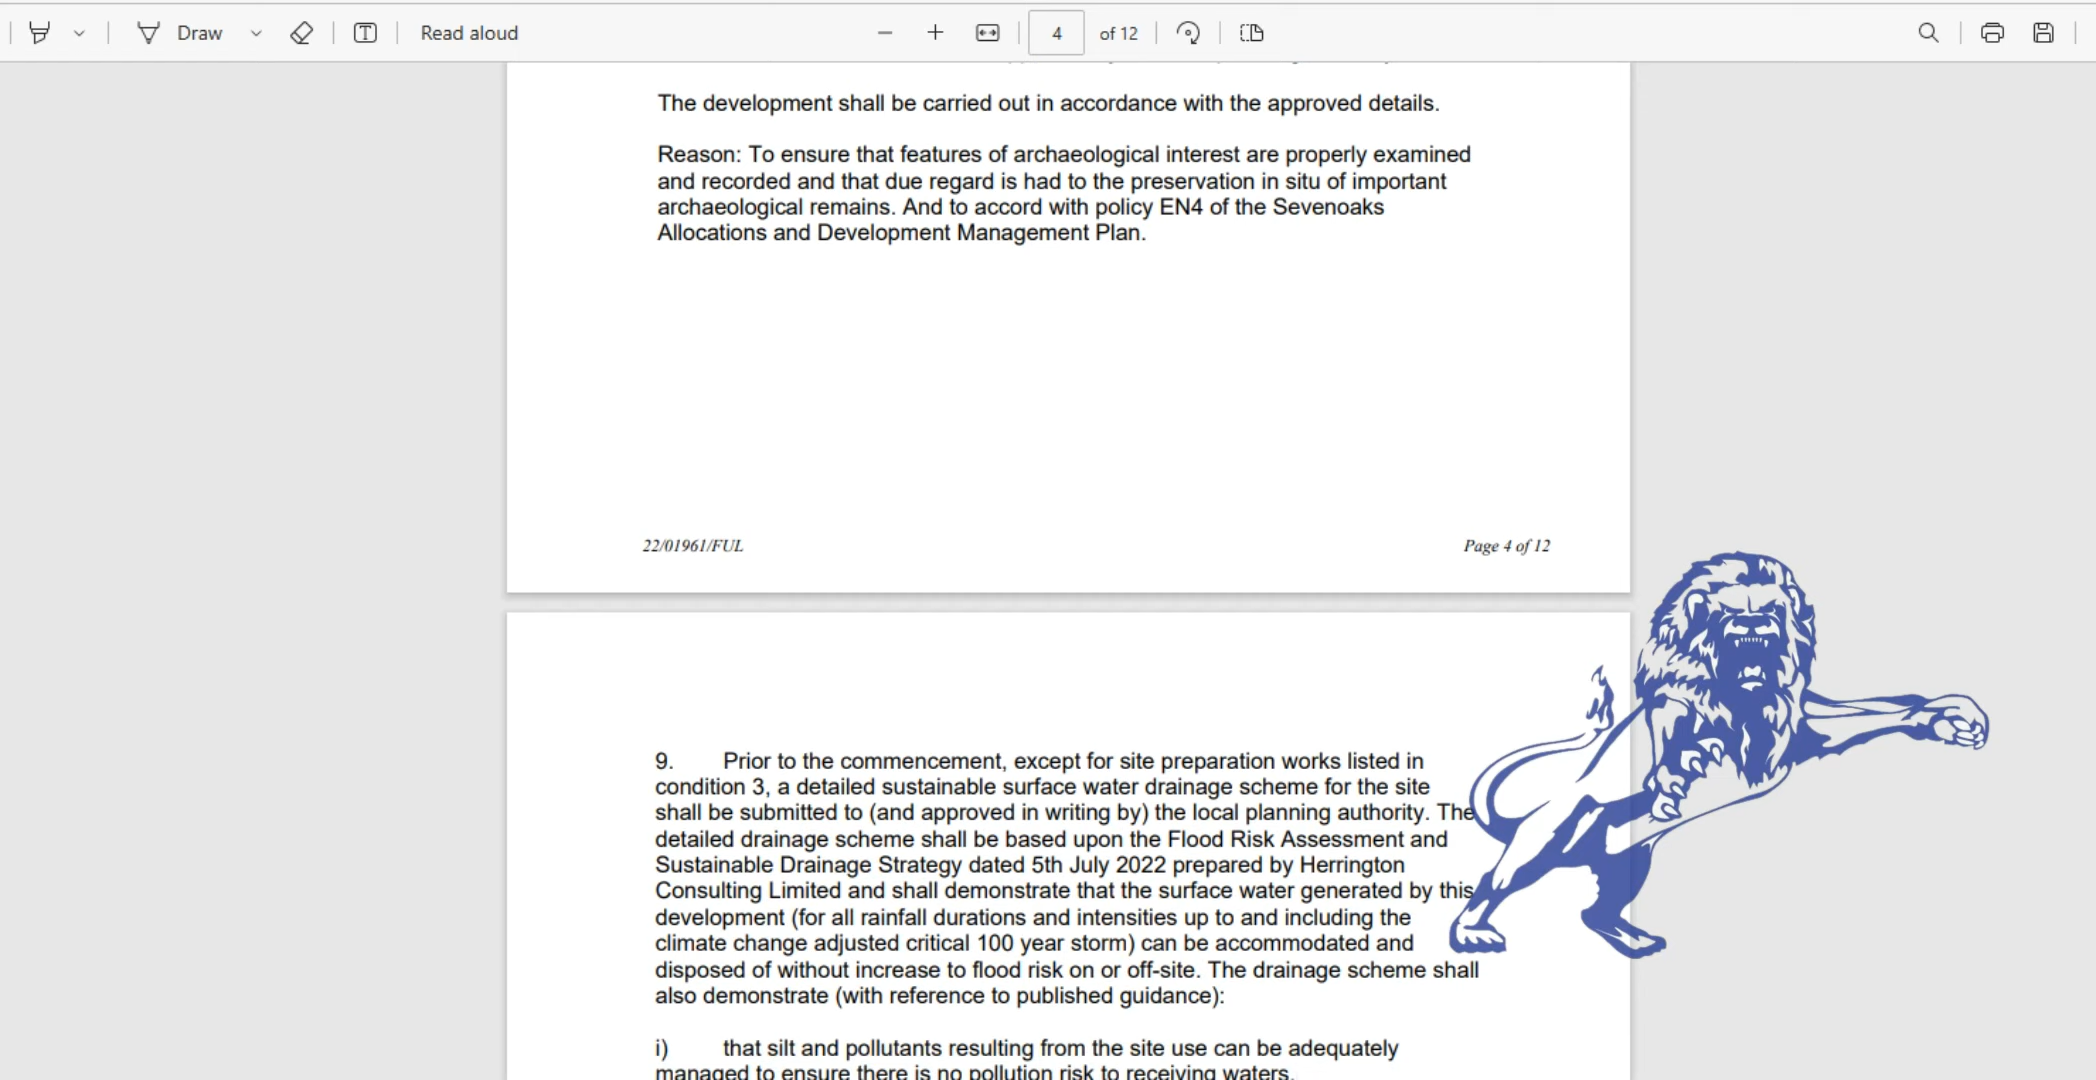 Draw
Read aloud
4 of 12
The development shall be carried out in accordance with the approved details.
Reason: To ensure that features of archaeological interest are properly examined
and recorded and that due regard is had to the preservation in situ of important
archaeological remains. And to accord with policy EN4 of the Sevenoaks
Allocations and Development Management Plan.
22/01961/FUL Page 4 of 12
9. Prior to the commencement, except for site preparation works listed in
condition 3, a detailed sustainable surface water drainage scheme for the site
shall be submitted to (and approved in writing by) the local planning authority. The
detailed drainage scheme shall be based upon the Flood Risk Assessment and
Sustainable Drainage Strategy dated 5th July 2022 prepared by Herrington
Consulting Limited and shall demonstrate that the surface water generated by this
development (for all rainfall durations and intensities up to and including the
climate change adjusted critical 100 year storm) can be accommodated and
disposed of without increase to flood risk on or off-site. The drainage scheme shall
also demonstrate (with reference to published guidance):
i) that silt and pollutants resulting from the site use can be adequately
managed to ensure there is no pollution risk to receiving waters.